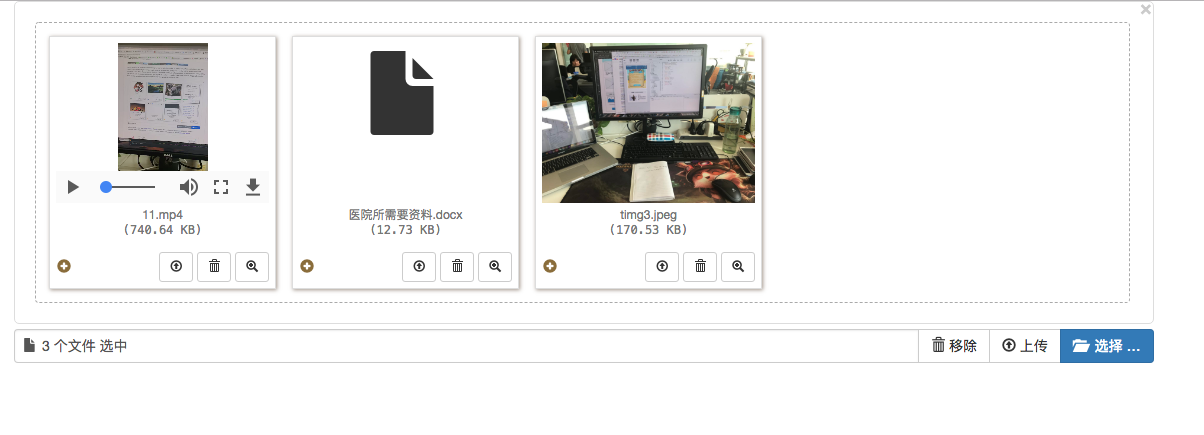 11.mp4
(740.64 KB)
医院所需要资料.docx
(12.73 KB)
timg3.jpeg
(170.53 KB)
3 个文件 选中
移除
上传
选择 ...